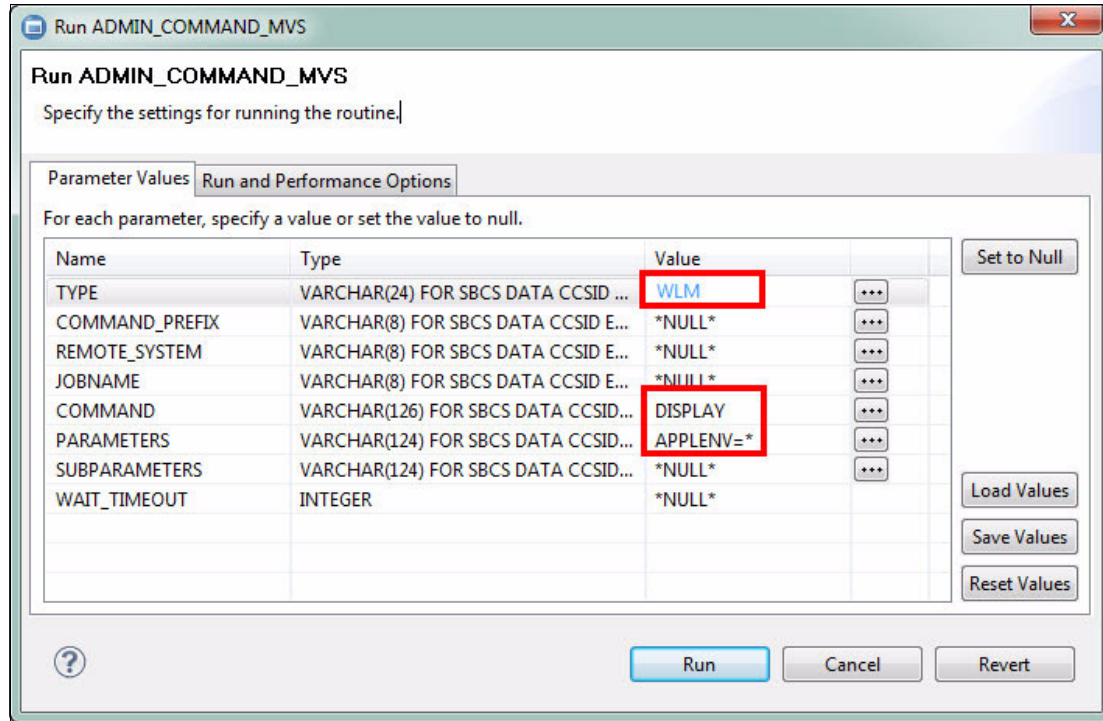 Run ADMIN_COMMAND_MVS
Run ADMIN_COMMAND_MVS
Specify the settings for running the routine.
Parameter Values Run and Performance Options
For each parameter, specify a value or set the value to null.
Name Type Value
Set to Null
TYPE VARCHAR(24) FOR SBCS DATA CCSID ... WLM ...
COMMAND_PREFIX VARCHAR(8) FOR SBCS DATA CCSID E... *NULL* ...
REMOTE_SYSTEM VARCHAR(8) FOR SBCS DATA CCSID E... *NULL* ...
JOBNAME VARCHAR(8) FOR SBCS DATA CCSID E... *NULL* ...
COMMAND VARCHAR(126) FOR SBCS DATA CCSID... DISPLAY ...
PARAMETERS VARCHAR(124) FOR SBCS DATA CCSID... APPLENV=* ...
SUBPARAMETERS VARCHAR(124) FOR SBCS DATA CCSID... *NULL* ...
WAIT_TIMEOUT INTEGER *NULL*
Load Values
Save Values
Reset Values
? Run Cancel Revert